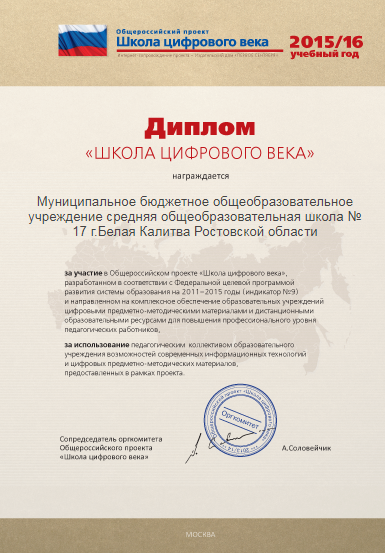 Общероссийский проект
Школа цифрового века
2015/16
учебный год
Диплом
«ШКОЛА ЦИФРОВОГО ВЕКА»
награждается
Муниципальное бюджетное общеобразовательное
учреждение средняя общеобразовательная школа №
17 г.Белая Калитва Ростовской области
за участие в Общероссийском проекте «Школа цифрового века»,
разработанном в соответствии с Федеральной целевой программой
развития системы образования на 2011–2015 годы (индикатор №9)
и направленном на комплексное обеспечение образовательных учреждений
цифровыми предметно-методическими материалами и дистанционными
образовательными ресурсами для повышения профессионального уровня
педагогических работников,
за использование педагогическим коллективом образовательного
учреждения возможностей современных информационных технологий
и цифровых предметно-методических материалов,
предоставленных в рамках проекта.
Оргкомитет
Сопредседатель оргкомитета
Общероссийского проекта
«Школа цифрового века»
А.Соловейчик
МОСКВА